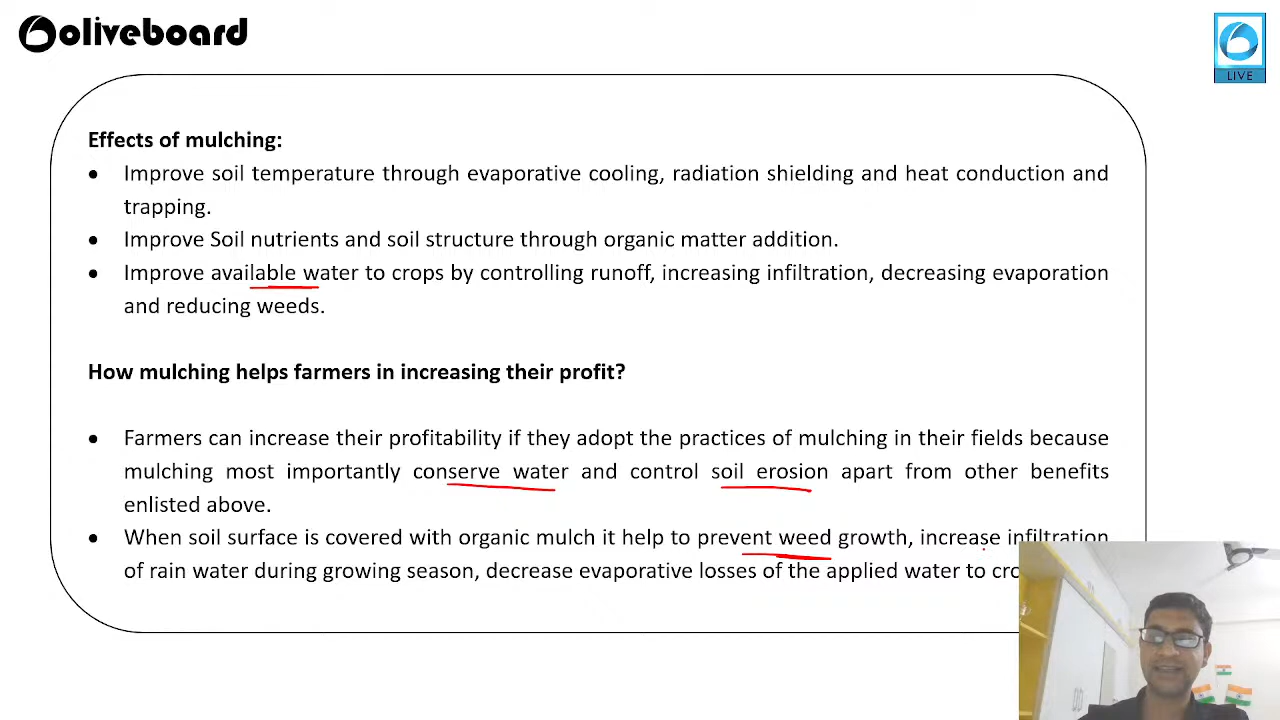 oliveboard
LIVE
Effects of mulching:
• Improve soil temperature through evaporative cooling, radiation shielding and heat conduction and
trapping.
• Improve Soil nutrients and soil structure through organic matter addition.
• Improve available water to crops by controlling runoff, increasing infiltration, decreasing evaporation
and reducing weeds.
How mulching helps farmers in increasing their profit?
• Farmers can increase their profitability if they adopt the practices of mulching in their fields because
mulching most importantly conserve water and control soil erosion apart from other benefits
enlisted above.
• When soil surface is covered with organic mulch it help to prevent weed growth, increase infiltration
of rain water during growing season, decrease evaporative losses of the applied water to